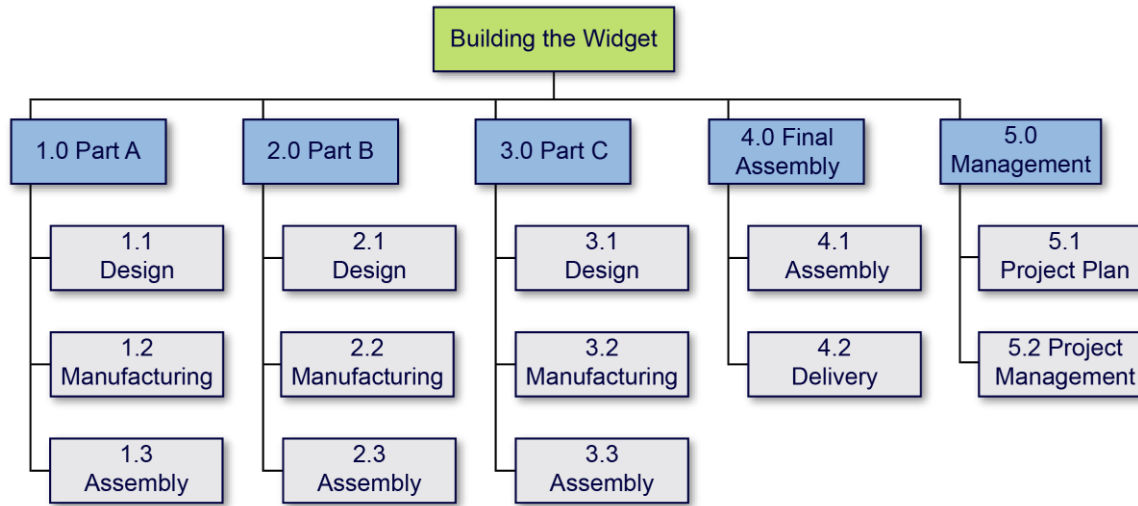 Building the Widget
1.0 Part A
2.0 Part B
3.0 Part C
4.0 Final
Assembly
5.0
Management
1.1
Design
2.1
Design
3.1
Design
4.1
Assembly
5.1
Project Plan
1.2
Manufacturing
2.2
Manufacturing
3.2
Manufacturing
4.2
Delivery
5.2 Project
Management
1.3
Assembly
2.3
Assembly
3.3
Assembly